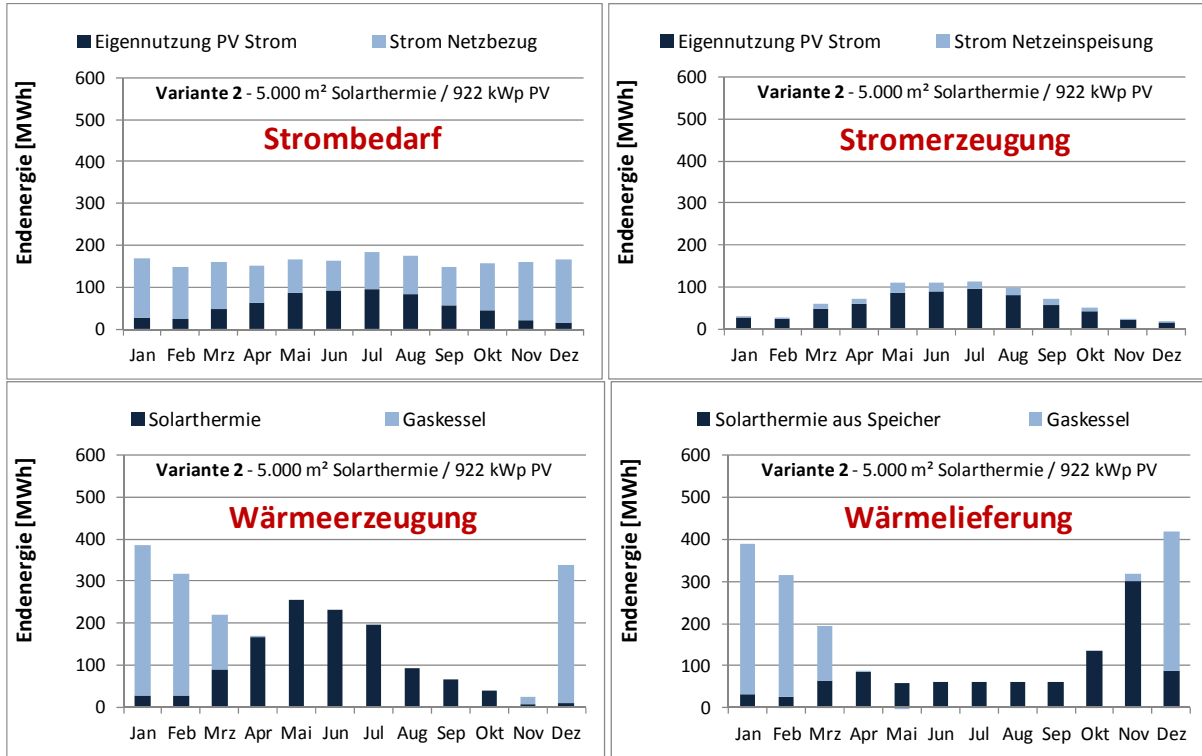 Eigennutzung PV Strom Strom Netzbezug
Endenergie [MWh]
600
500
400
300
200
100
0
Variante 2 - 5.000 m² Solarthermie / 922 kWp PV
Strombedarf
Jan Feb Mrz Apr Mai Jun Jul Aug Sep Okt Nov Dez
Eigennutzung PV Strom Strom Netzeinspeisung
Endenergie [MWh]
600
500
400
300
200
100
0
Variante 2 - 5.000 m² Solarthermie / 922 kWp PV
Stromerzeugung
Jan Feb Mrz Apr Mai Jun Jul Aug Sep Okt Nov Dez
Solarthermie Gaskessel
Endenergie [MWh]
600
500
400
300
200
100
0
Variante 2 - 5.000 m² Solarthermie / 922 kWp PV
Wärmeerzeugung
Jan Feb Mrz Apr Mai Jun Jul Aug Sep Okt Nov Dez
Solarthermie aus Speicher Gaskessel
Endenergie [MWh]
600
500
400
300
200
100
0
Variante 2 - 5.000 m² Solarthermie / 922 kWp PV
Wärmelieferung
Jan Feb Mrz Apr Mai Jun Jul Aug Sep Okt Nov Dez